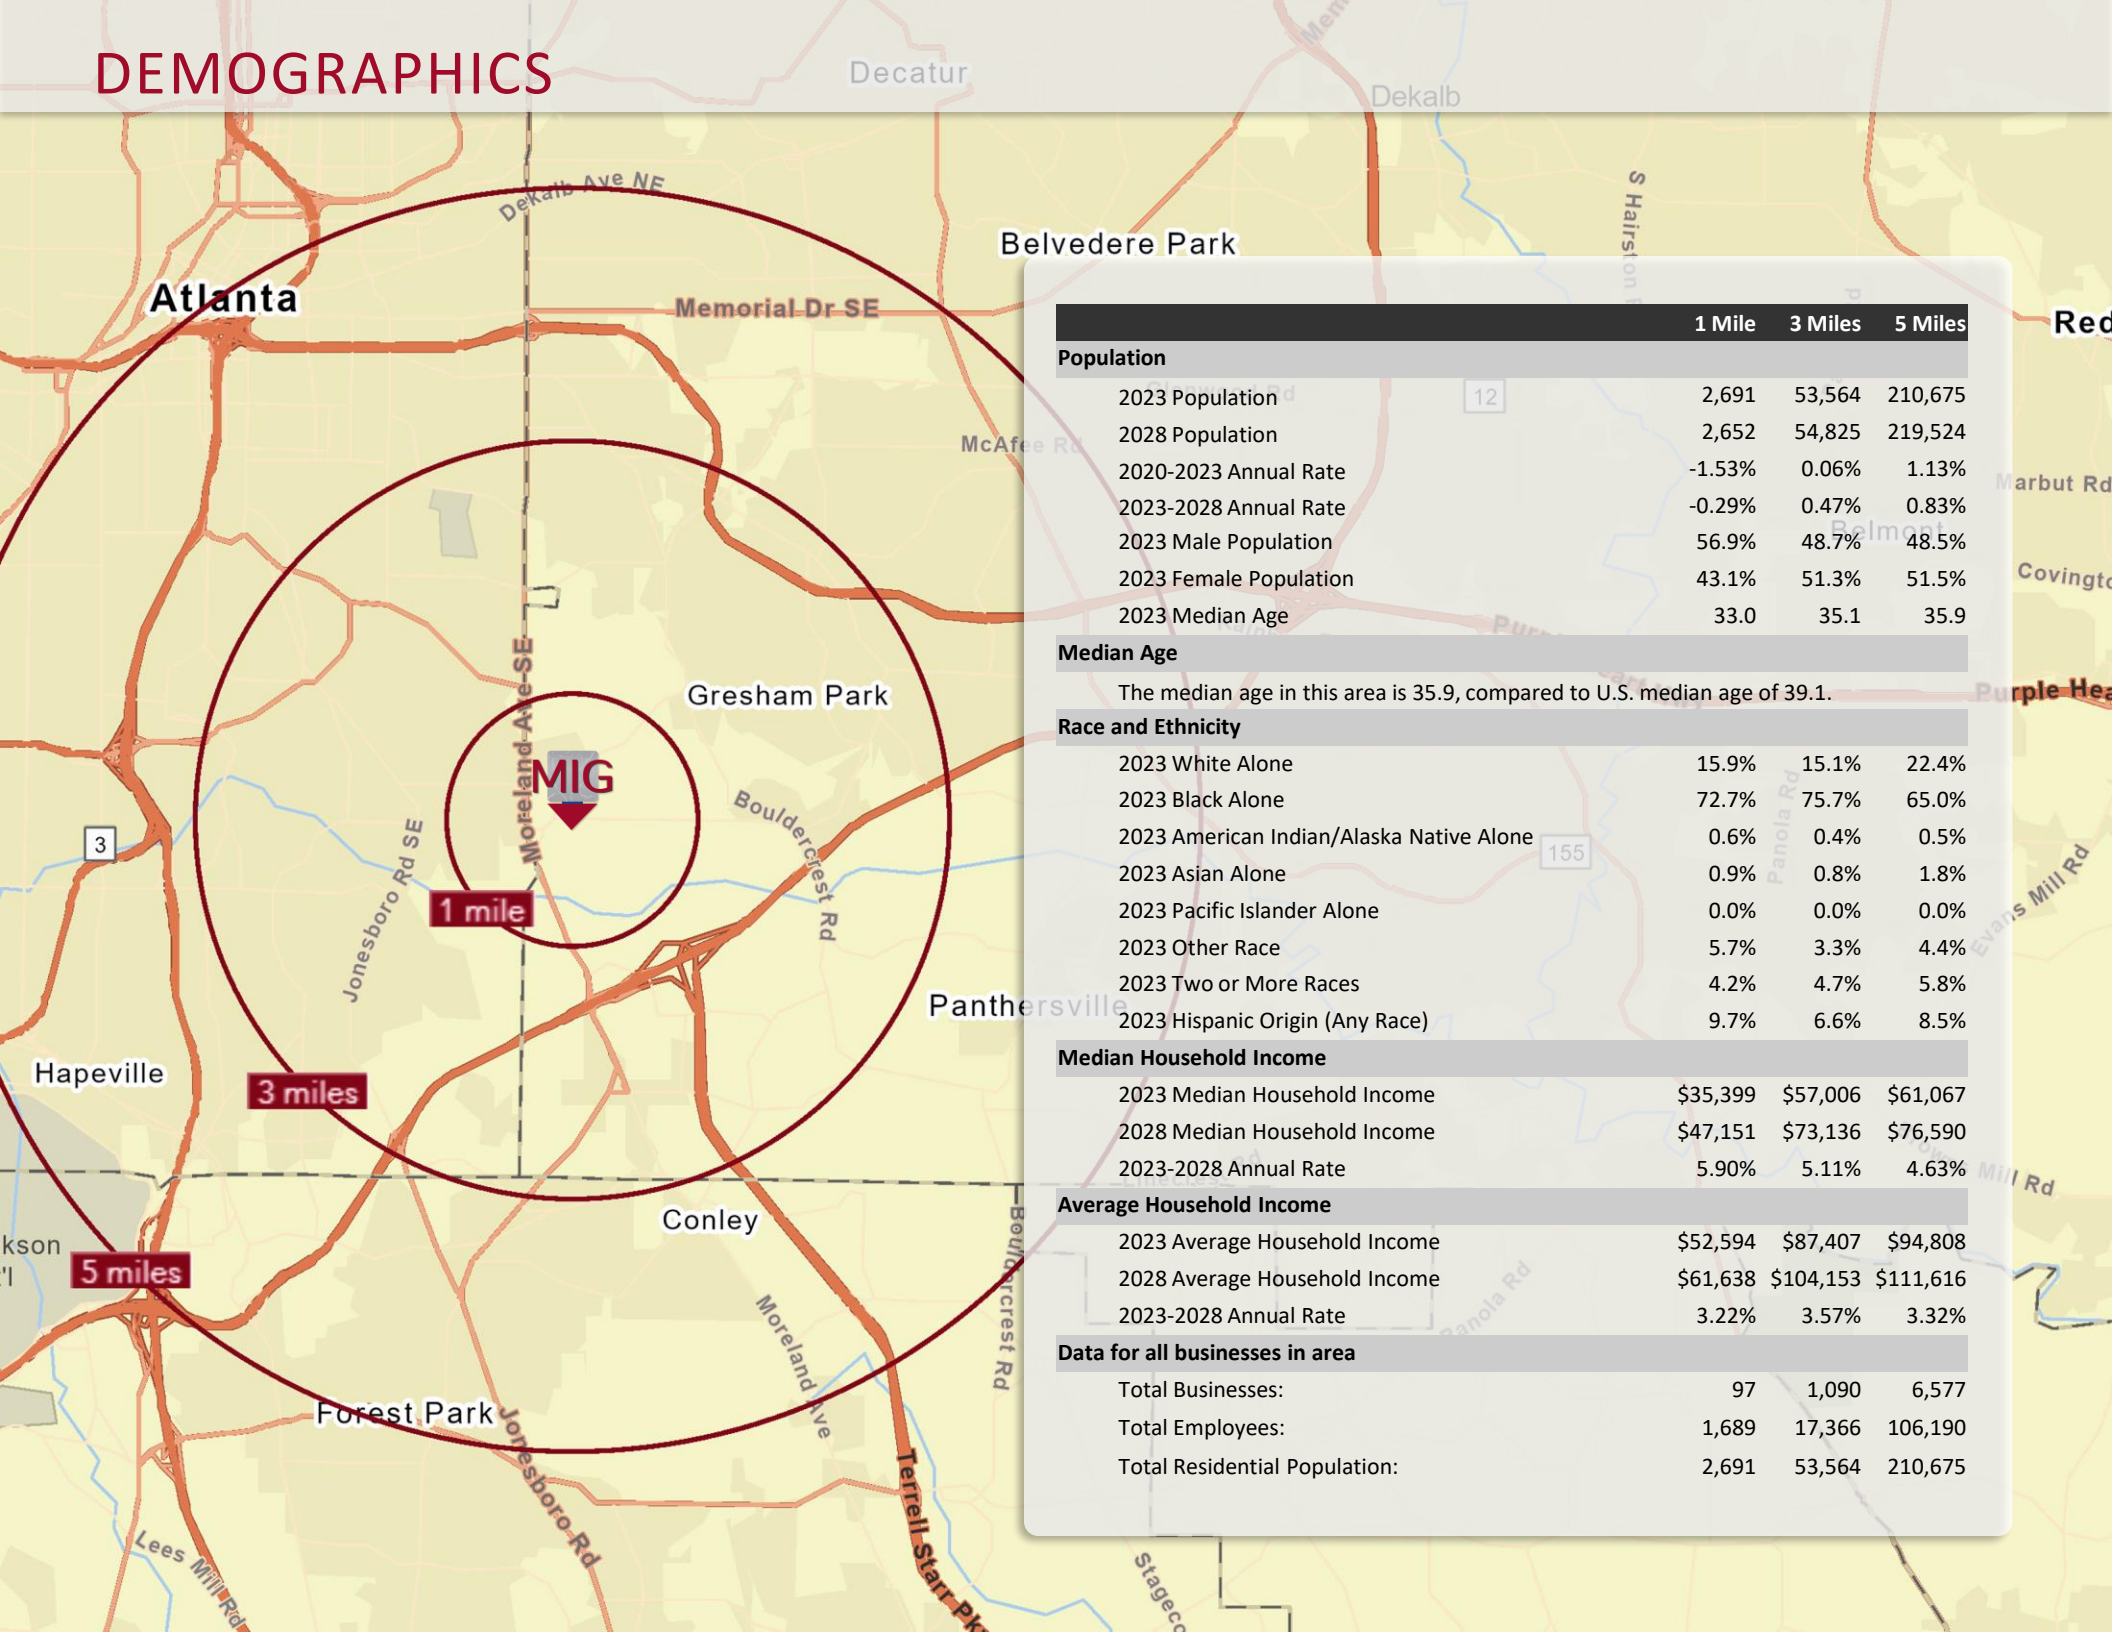 DEMOGRAPHICS
Decatur
Dekalb
Dekalb Ave NE
S Hairston
Belvedere Park
Atlanta
Memorial Dr SE
Red
McAfee Rd
Marbut Rd
Belmont
Covingto
Glenwood Rd
12
Gresham Park
Purple Hea
Moreland Ave SE
MIG
Bouldercrest Rd
3
Jonesboro Rd SE
1 mile
155
Panola Rd
Evans Mill Rd
Panthersville
Hapeville
3 miles
Mill Rd
Conley
kson
'l
5 miles
Bouldercrest Rd
Moreland Ave
Panola Rd
Forest Park
Jonesboro Rd
Terrell Starr Pk
Lees Mill Rd
Stageco
1 Mile 3 Miles 5 Miles
Population
2023 Population 2,691 53,564 210,675
2028 Population 2,652 54,825 219,524
2020-2023 Annual Rate -1.53% 0.06% 1.13%
2023-2028 Annual Rate -0.29% 0.47% 0.83%
2023 Male Population 56.9% 48.7% 48.5%
2023 Female Population 43.1% 51.3% 51.5%
2023 Median Age 33.0 35.1 35.9
Median Age
The median age in this area is 35.9, compared to U.S. median age of 39.1.
Race and Ethnicity
2023 White Alone 15.9% 15.1% 22.4%
2023 Black Alone 72.7% 75.7% 65.0%
2023 American Indian/Alaska Native Alone 0.6% 0.4% 0.5%
2023 Asian Alone 0.9% 0.8% 1.8%
2023 Pacific Islander Alone 0.0% 0.0% 0.0%
2023 Other Race 5.7% 3.3% 4.4%
2023 Two or More Races 4.2% 4.7% 5.8%
2023 Hispanic Origin (Any Race) 9.7% 6.6% 8.5%
Median Household Income
2023 Median Household Income $35,399 $57,006 $61,067
2028 Median Household Income $47,151 $73,136 $76,590
2023-2028 Annual Rate 5.90% 5.11% 4.63%
Average Household Income
2023 Average Household Income $52,594 $87,407 $94,808
2028 Average Household Income $61,638 $104,153 $111,616
2023-2028 Annual Rate 3.22% 3.57% 3.32%
Data for all businesses in area
Total Businesses: 97 1,090 6,577
Total Employees: 1,689 17,366 106,190
Total Residential Population: 2,691 53,564 210,675